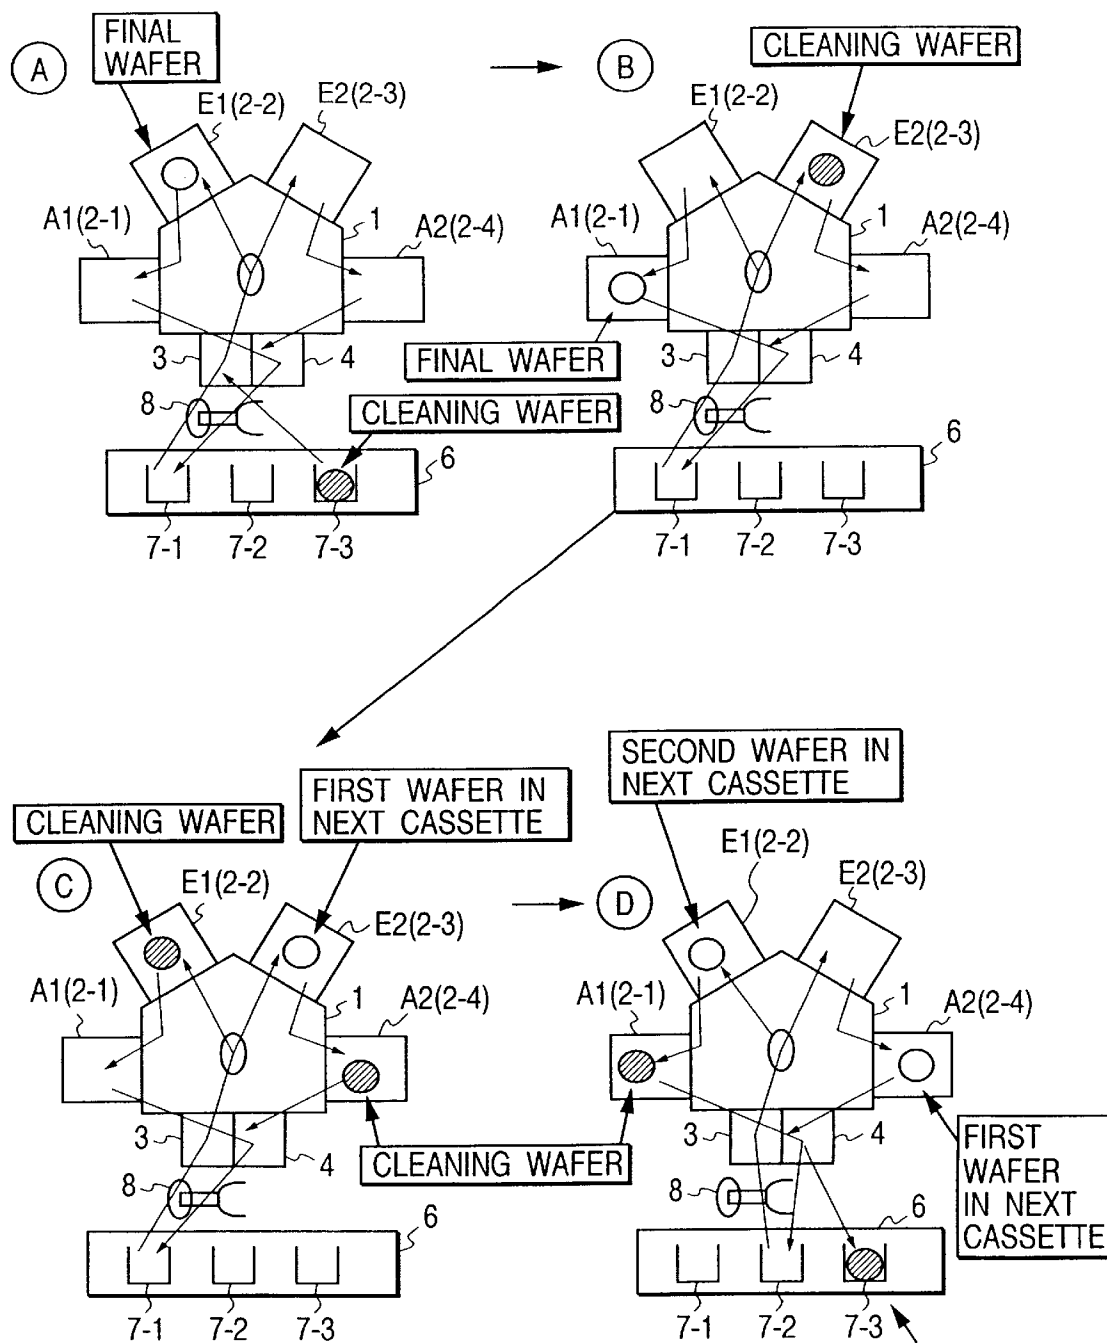 A
FINAL
WAFER
E1(2-2)
E2(2-3)
A1(2-1)
1
A2(2-4)
3
4
8
CLEANING WAFER
6
7-1
7-2
7-3
B
CLEANING WAFER
E1(2-2)
E2(2-3)
A1(2-1)
1
A2(2-4)
FINAL WAFER
3
4
8
6
7-1
7-2
7-3
C
CLEANING WAFER
FIRST WAFER IN
NEXT CASSETTE
E1(2-2)
E2(2-3)
A1(2-1)
1
A2(2-4)
3
4
CLEANING WAFER
8
6
7-1
7-2
7-3
D
SECOND WAFER IN
NEXT CASSETTE
E1(2-2)
E2(2-3)
A1(2-1)
1
A2(2-4)
3
4
FIRST
WAFER
IN NEXT
CASSETTE
8
6
7-1
7-2
7-3